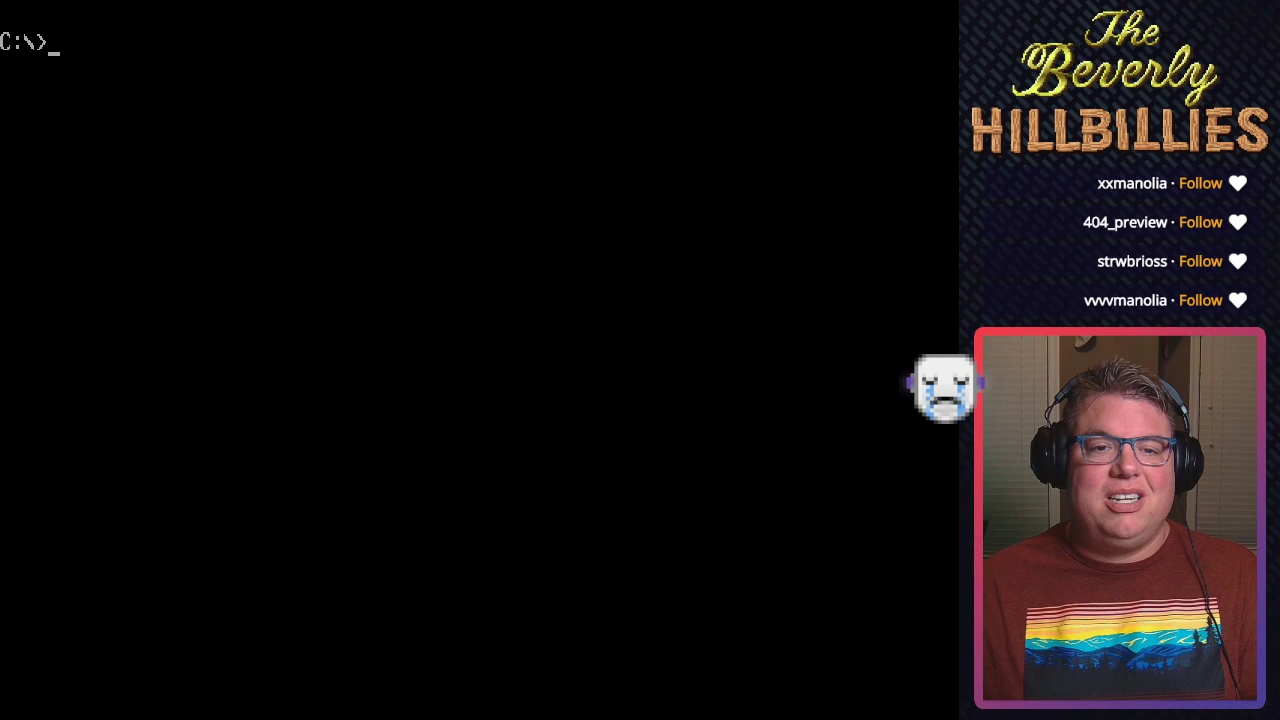 C:\>_
The
Beverly
HILLBILLIES
xxmanolia · Follow
404_preview · Follow
strwbrioss · Follow
vvvvmanolia · Follow